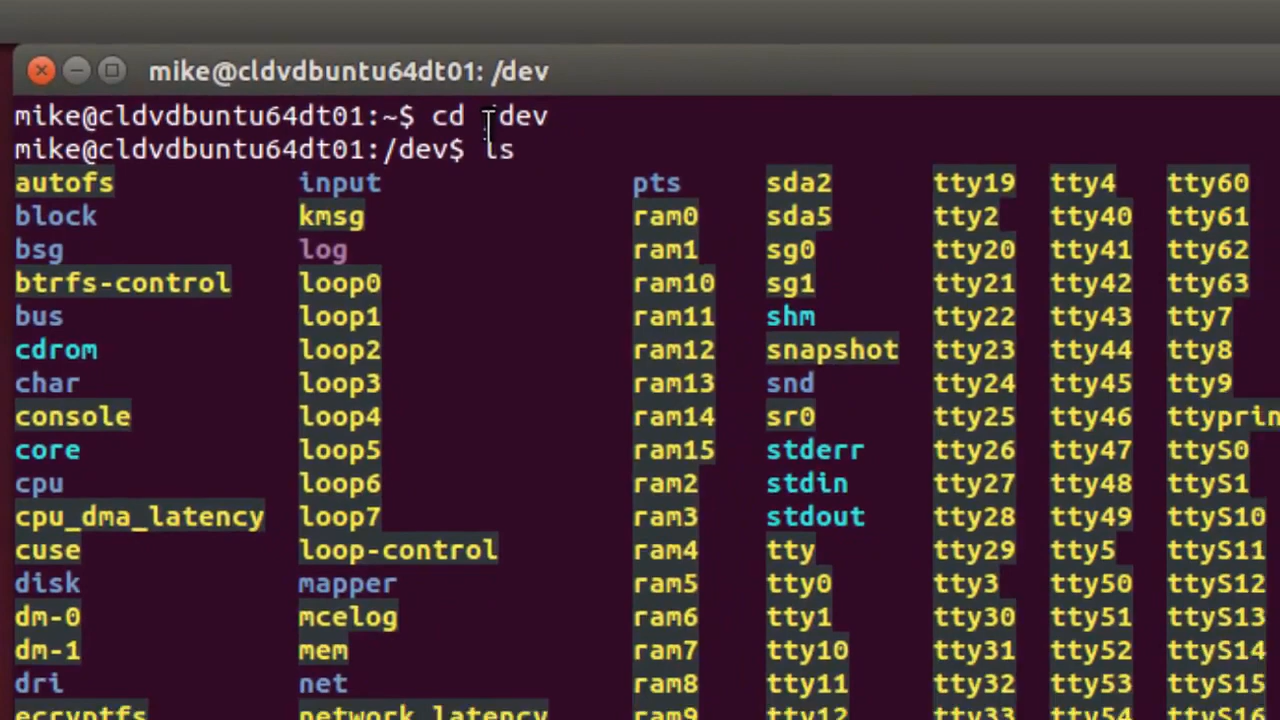 mike@cldvdbuntu64dt01: /dev
mike@cldvdbuntu64dt01:~$ cd /dev
mike@cldvdbuntu64dt01:/dev$ ls
autofs input pts sda2 tty19 tty4 tty60
block kmsg ram0 sda5 tty2 tty40 tty61
bsg log ram1 sg0 tty20 tty41 tty62
btrfs-control loop0 ram10 sg1 tty21 tty42 tty63
bus loop1 ram11 shm tty22 tty43 tty7
cdrom loop2 ram12 snapshot tty23 tty44 tty8
char loop3 ram13 snd tty24 tty45 tty9
console loop4 ram14 sr0 tty25 tty46 ttyprin
core loop5 ram15 stderr tty26 tty47 ttyS0
cpu loop6 ram2 stdin tty27 tty48 ttyS1
cpu_dma_latency loop7 ram3 stdout tty28 tty49 ttyS10
cuse loop-control ram4 tty tty29 tty5 ttyS11
disk mapper ram5 tty0 tty3 tty50 ttyS12
dm-0 mcelog ram6 tty1 tty30 tty51 ttyS13
dm-1 mem ram7 tty10 tty31 tty52 ttyS14
dri net ram8 tty11 tty32 tty53 ttyS15
ecryptfs network_latency ram9 tty12 tty33 tty54 ttyS16